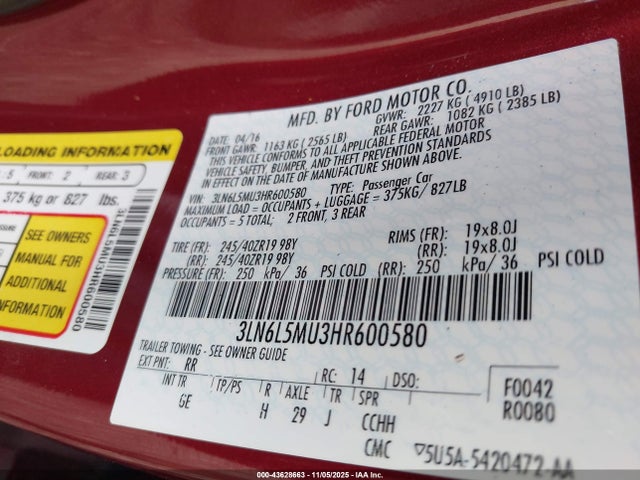 MFD. BY FORD MOTOR CO.
DATE: 04/16 GVWR: 2227 KG (4910 LB)
FRONT GAWR: 1163 KG (2565 LB) REAR GAWR: 1082 KG (2385 LB)
THIS VEHICLE CONFORMS TO ALL APPLICABLE FEDERAL MOTOR
VEHICLE SAFETY, BUMPER, AND THEFT PREVENTION STANDARDS
IN EFFECT ON THE DATE OF MANUFACTURE SHOWN ABOVE.
VIN: 3LN6L5MU3HR600580 TYPE: Passenger Car
MAXIMUM LOAD = OCCUPANTS + LUGGAGE = 375KG/ 827LB
OCCUPANTS = 5 TOTAL; 2 FRONT, 3 REAR
TIRE (FR): 245/40ZR19 98Y RIMS (FR): 19x8.0J
(RR): 245/40ZR19 98Y (RR): 19x8.0J
PRESSURE (FR): 250 kPa/ 36 PSI COLD (RR): 250 kPa/ 36 PSI COLD
3LN6L5MU3HR600580
TRAILER TOWING - SEE OWNER GUIDE
EXT PNT: RR RC: 14 DSO: F0042
INT TR TP/PS R AXLE TR SPR R0080
GE H 29 J CCHH
CMC ▽5U5A-5420472-AA
LOADING INFORMATION
: 5 FRONT: 2 REAR: 3
375 kg or 827 lbs.
SEE OWNERS
MANUAL FOR
ADDITIONAL
INFORMATION
3LN6L5MU3HR600580
000-43628663 - 11/05/2025 - IAA Inc.